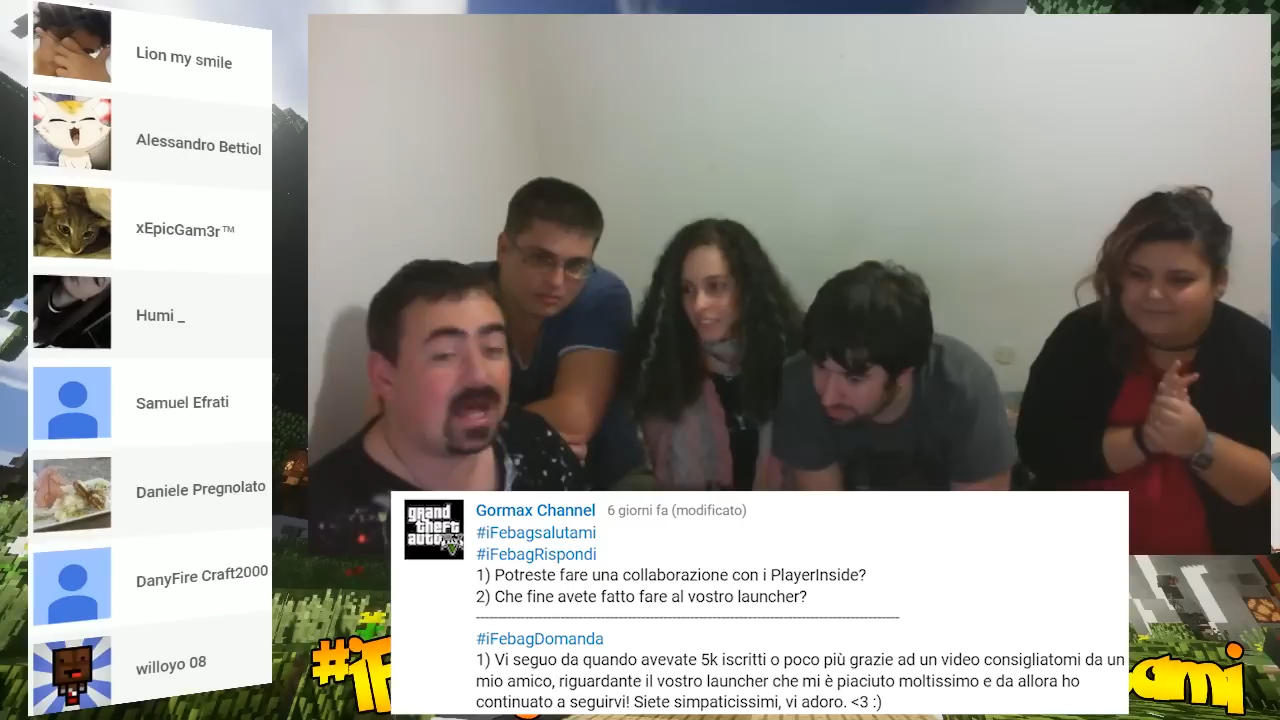 Lion my smile
Alessandro Bettiol
xEpicGam3r™
Humi _
Samuel Efrati
Daniele Pregnolato
DanyFire Craft2000
willoyo 08
grand
theft
auto V
Gormax Channel 6 giorni fa (modificato)
#iFebagsalutami
#iFebagRispondi
1) Potreste fare una collaborazione con i PlayerInside?
2) Che fine avete fatto fare al vostro launcher?
--------------------------------------------------------------------------------------------
#iFebagDomanda
1) Vi seguo da quando avevate 5k iscritti o poco più grazie ad un video consigliatomi da un
mio amico, riguardante il vostro launcher che mi è piaciuto moltissimo e da allora ho
continuato a seguirvi! Siete simpaticissimi, vi adoro. <3 :)